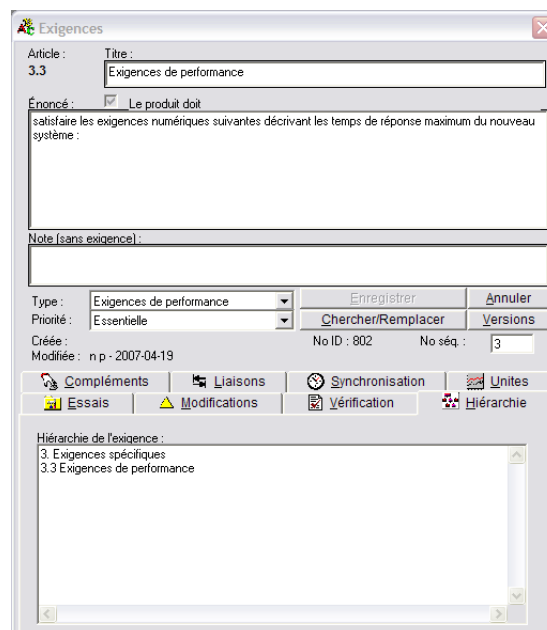 Exigences
Article :
Titre :
3.3
Exigences de performance
Énoncé :
Le produit doit
satisfaire les exigences numériques suivantes décrivant les temps de réponse maximum du nouveau
système :
Note (sans exigence) :
Type :
Exigences de performance
Enregistrer
Annuler
Priorité :
Essentielle
Chercher/Remplacer
Versions
Créée :
No ID : 802
No séq. :
3
Modifiée : n p - 2007-04-19
Compléments
Liaisons
Synchronisation
Unites
Essais
Modifications
Vérification
Hiérarchie
Hiérarchie de l'exigence :
3. Exigences spécifiques
3.3 Exigences de performance